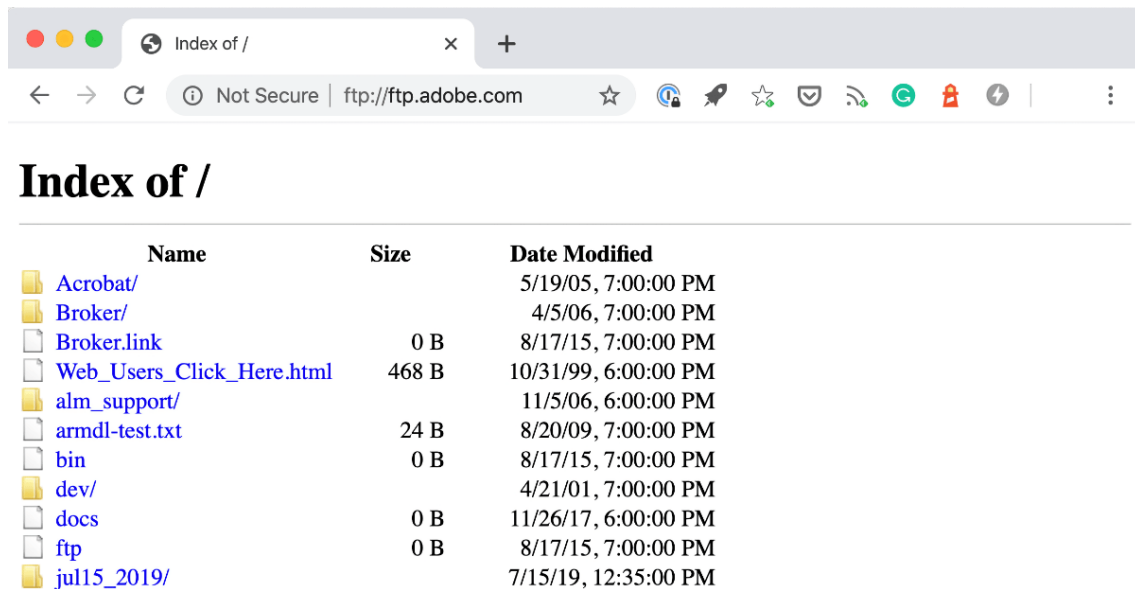 Index of /
Not Secure | ftp://ftp.adobe.com
Index of /
Name Size Date Modified
Acrobat/ 5/19/05, 7:00:00 PM
Broker/ 4/5/06, 7:00:00 PM
Broker.link 0 B 8/17/15, 7:00:00 PM
Web_Users_Click_Here.html 468 B 10/31/99, 6:00:00 PM
alm_support/ 11/5/06, 6:00:00 PM
armdl-test.txt 24 B 8/20/09, 7:00:00 PM
bin 0 B 8/17/15, 7:00:00 PM
dev/ 4/21/01, 7:00:00 PM
docs 0 B 11/26/17, 6:00:00 PM
ftp 0 B 8/17/15, 7:00:00 PM
jul15_2019/ 7/15/19, 12:35:00 PM